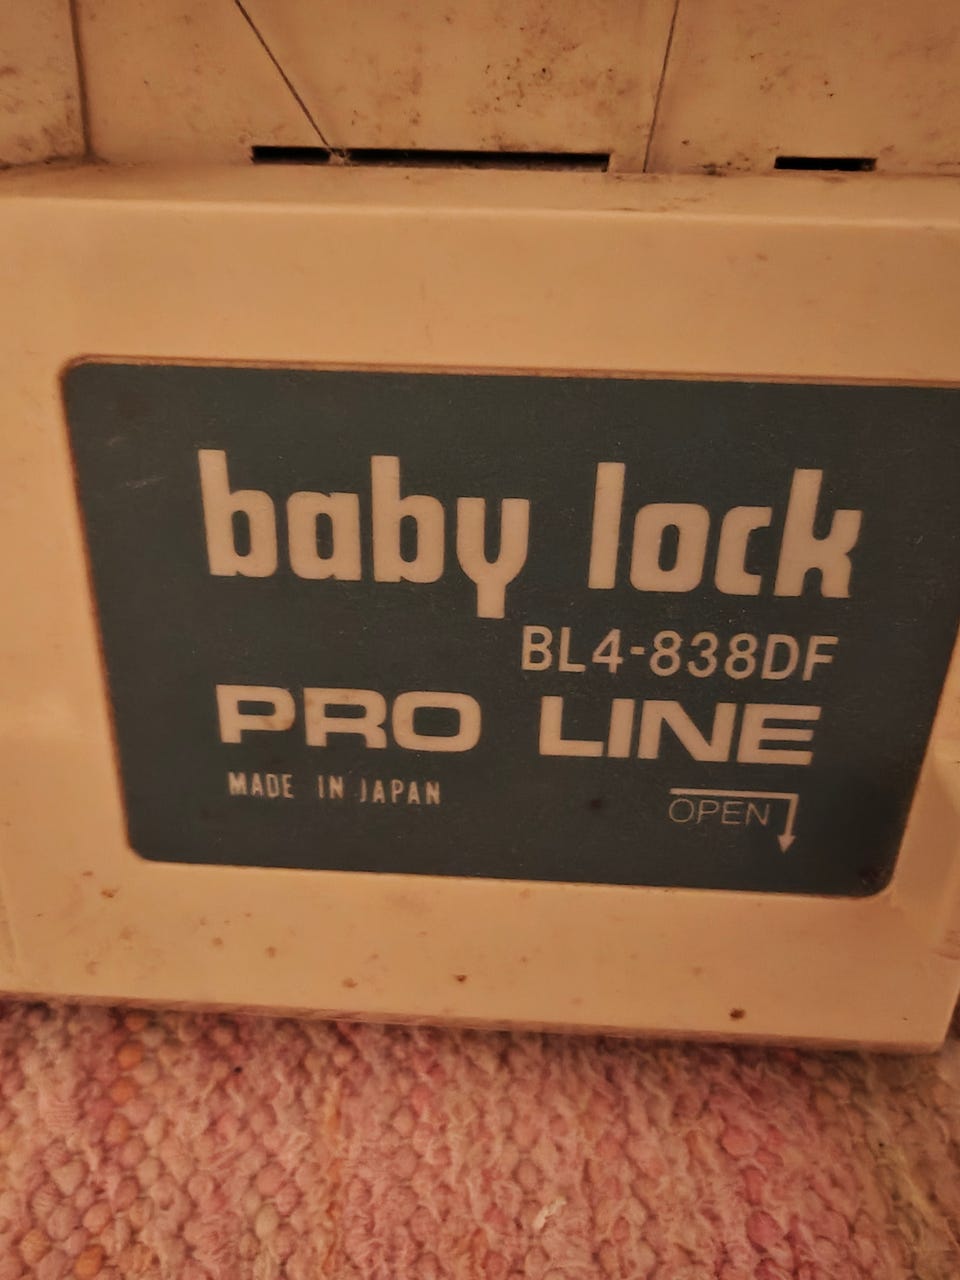 baby lock
BL4-838DF
PRO LINE
MADE IN JAPAN
OPEN